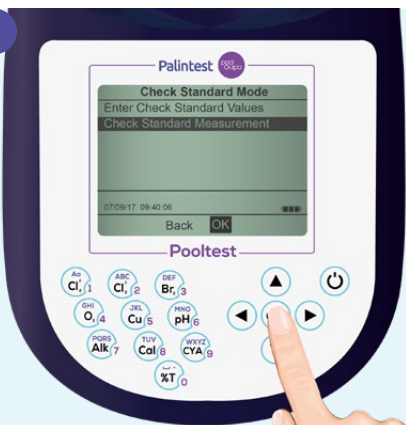 Palintest
Check Standard Mode
Enter Check Standard Values
Check Standard Measurement
07/09/17 09:40:06
Back OK
Pooltest
Aa Cl₂ 1
ABC Cl₂ 2
DEF Br₂ 3
GHI O₃ 4
JKL Cu 5
MNO pH 6
PQRS Alk 7
TUV Cal 8
WXYZ CYA 9
%T 0